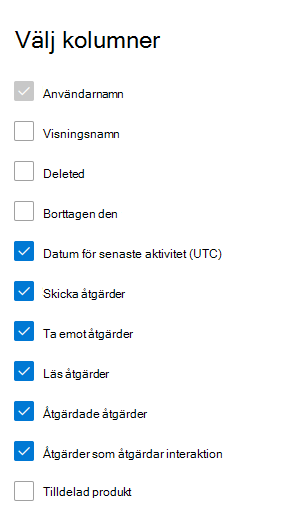 Välj kolumner
Användarnamn
Visningsnamn
Deleted
Borttagen den
Datum för senaste aktivitet (UTC)
Skicka åtgärder
Ta emot åtgärder
Läs åtgärder
Åtgärdade åtgärder
Åtgärder som åtgärdar interaktion
Tilldelad produkt